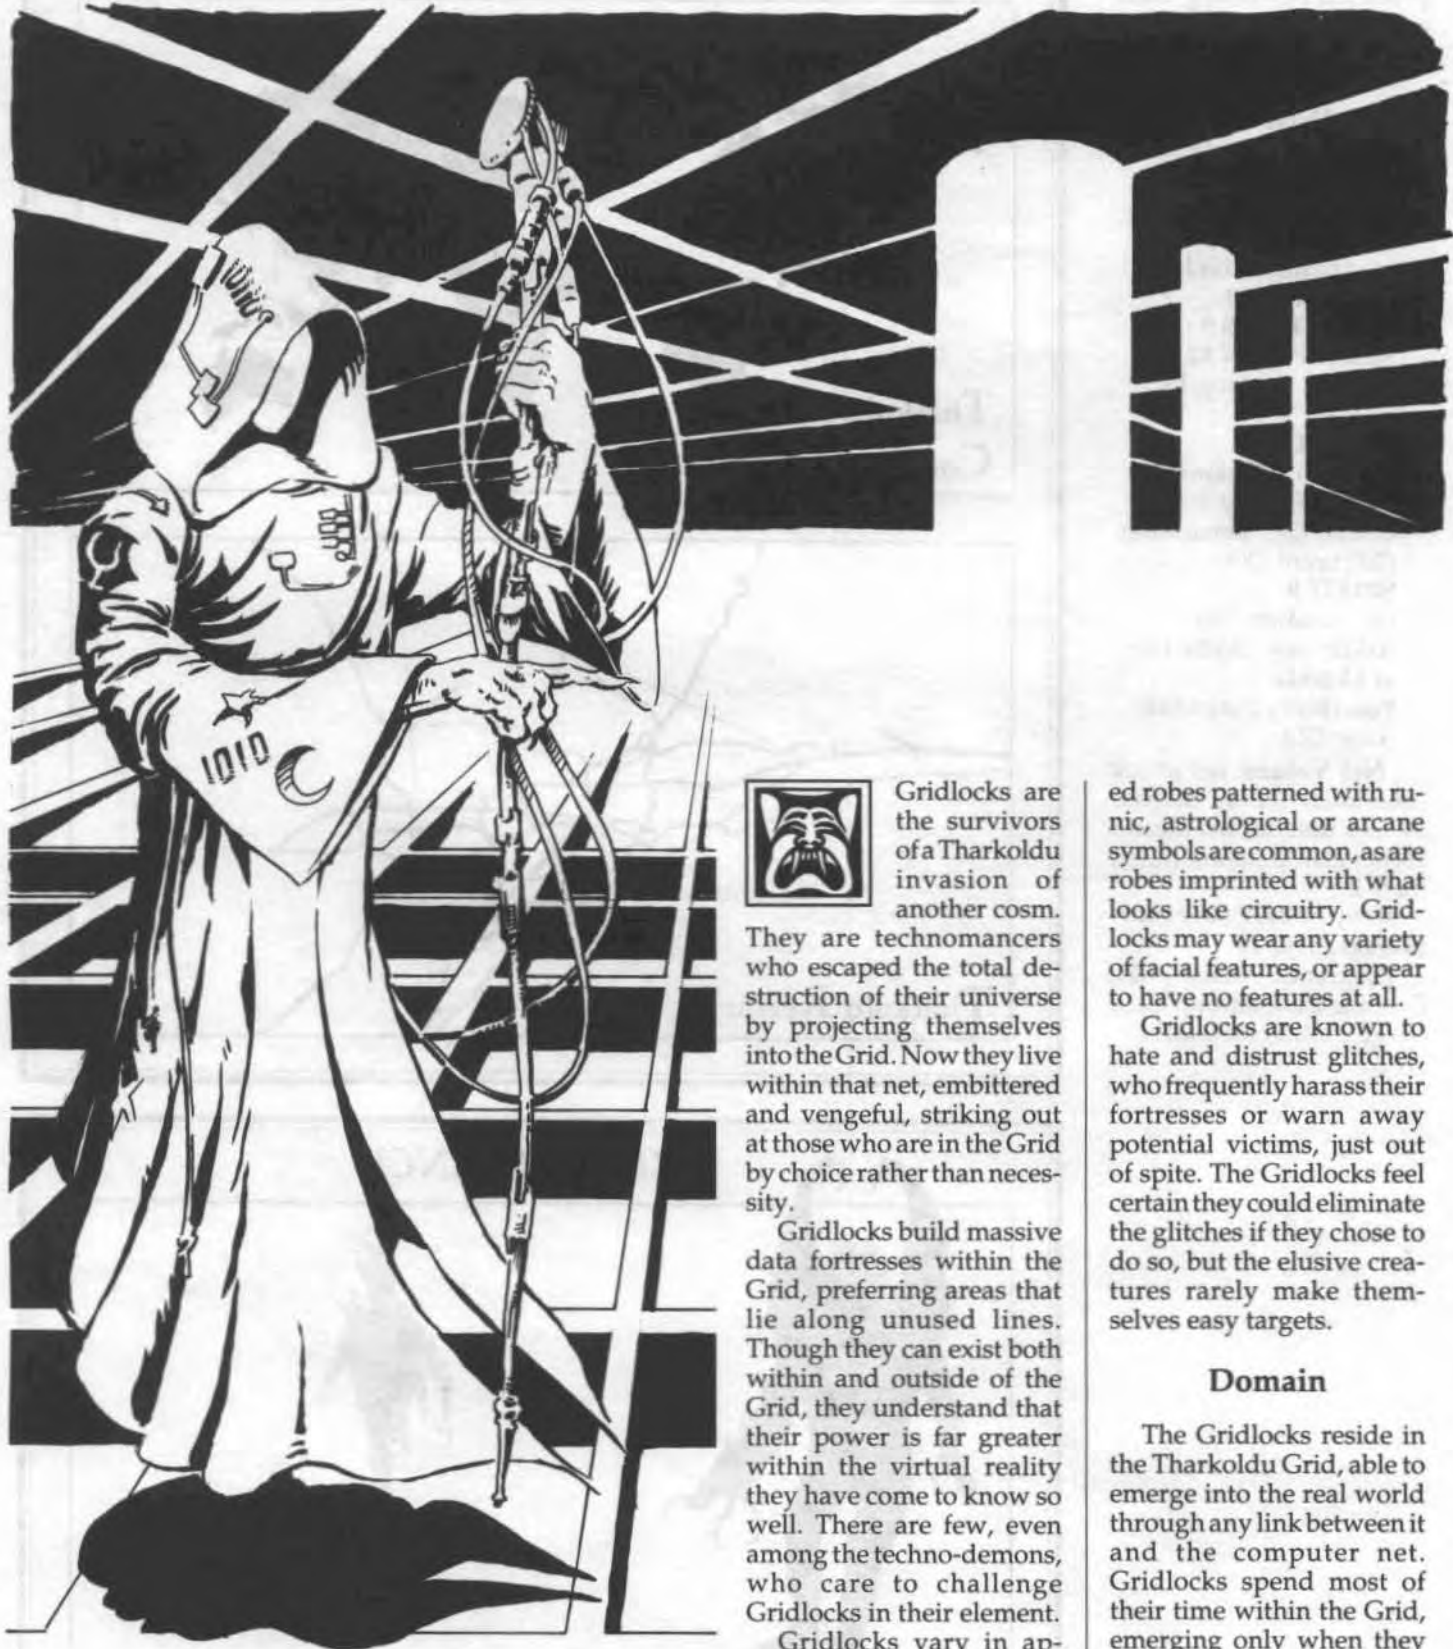 1010
Gridlocks are
the survivors
of a Tharkoldu
invasion of
another cosm.
They are technomancers
who escaped the total de-
struction of their universe
by projecting themselves
into the Grid. Now they live
within that net, embittered
and vengeful, striking out
at those who are in the Grid
by choice rather than neces-
sity.
Gridlocks build massive
data fortresses within the
Grid, preferring areas that
lie along unused lines.
Though they can exist both
within and outside of the
Grid, they understand that
their power is far greater
within the virtual reality
they have come to know so
well. There are few, even
among the techno-demons,
who care to challenge
Gridlocks in their element.
Gridlocks vary in ap-
ed robes patterned with ru-
nic, astrological or arcane
symbols are common, as are
robes imprinted with what
looks like circuitry. Grid-
locks may wear any variety
of facial features, or appear
to have no features at all.
Gridlocks are known to
hate and distrust glitches,
who frequently harass their
fortresses or warn away
potential victims, just out
of spite. The Gridlocks feel
certain they could eliminate
the glitches if they chose to
do so, but the elusive crea-
tures rarely make them-
selves easy targets.
Domain
The Gridlocks reside in
the Tharkoldu Grid, able to
emerge into the real world
through any link between it
and the computer net.
Gridlocks spend most of
their time within the Grid,
emerging only when they